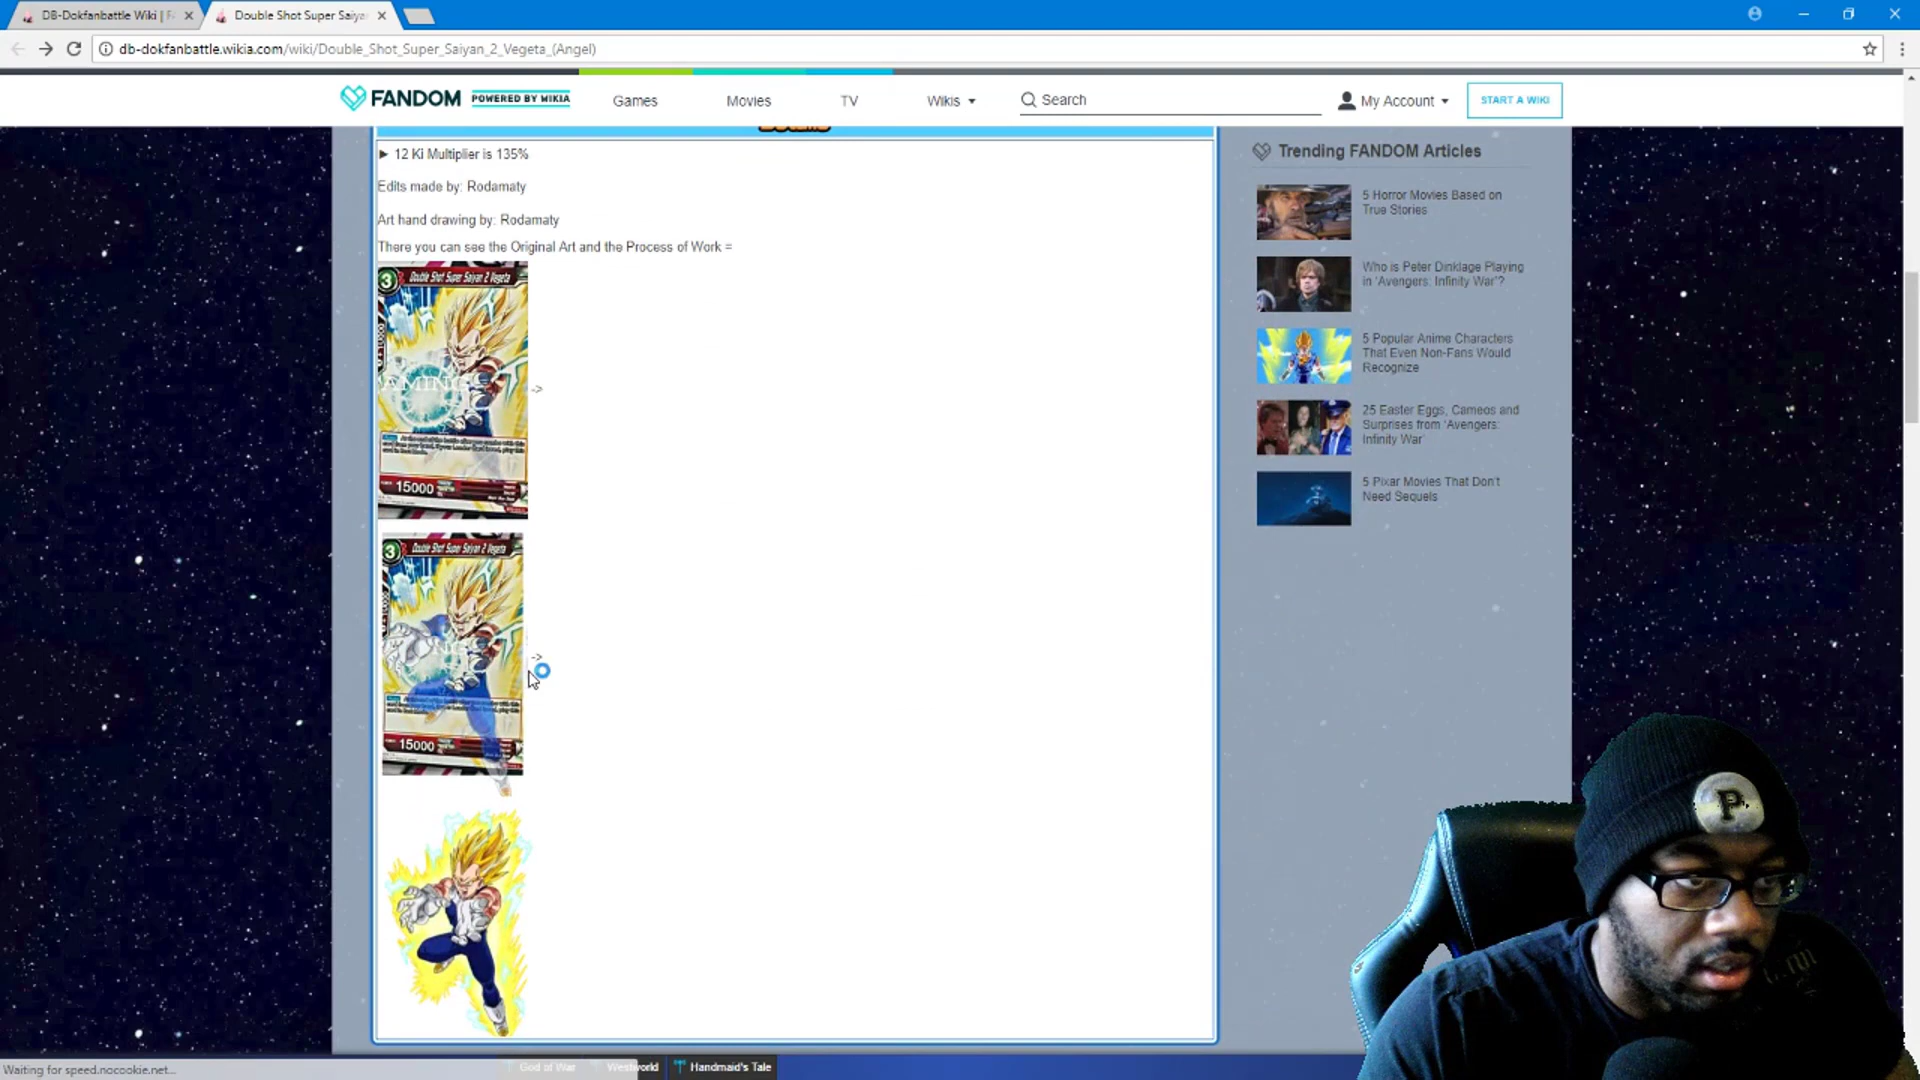 DB-Dokfanbattle Wiki | F
Double Shot Super Saiya
db-dokfanbattle.wikia.com/wiki/Double_Shot_Super_Saiyan_2_Vegeta_(Angel)
FANDOM POWERED BY WIKIA
Games
Movies
TV
Wikis
Search
My Account
START A WIKI
► 12 Ki Multiplier is 135%
Edits made by: Rodamaty
Art hand drawing by: Rodamaty
There you can see the Original Art and the Process of Work =
3 Double Shot Super Saiyan 2 Vegeta
AMING
15000
->
3 Double Shot Super Saiyan 2 Vegeta
15000
->
Trending FANDOM Articles
5 Horror Movies Based on
True Stories
Who is Peter Dinklage Playing
in 'Avengers: Infinity War'?
5 Popular Anime Characters
That Even Non-Fans Would
Recognize
25 Easter Eggs, Cameos and
Surprises from 'Avengers:
Infinity War'
5 Pixar Movies That Don't
Need Sequels
P
Waiting for speed.nocookie.net...
God of War
Westworld
Handmaid's Tale